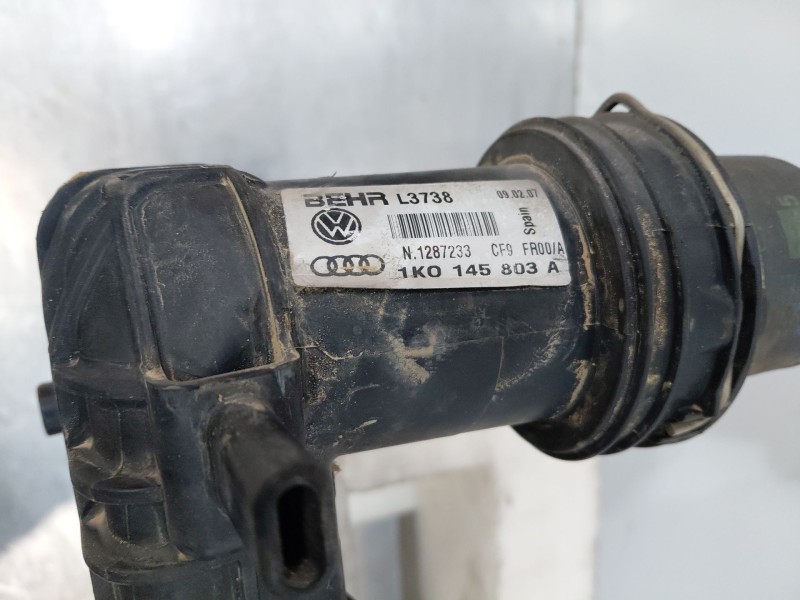 BEHR L3738 09.02.07
Spain
N.1287233 CF9 FR00/A
1K0 145 803 A